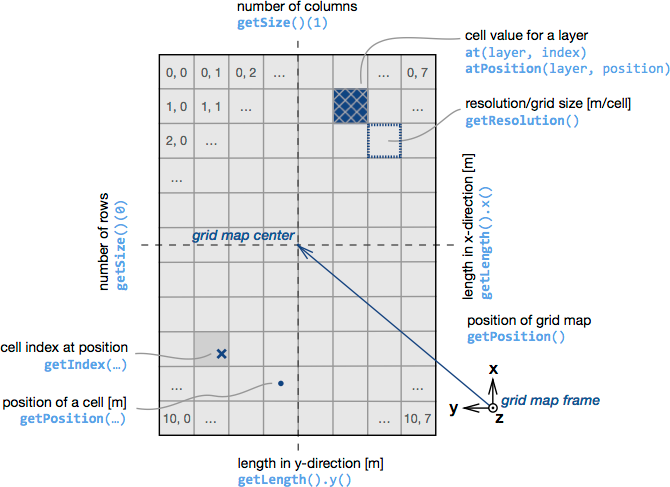 number of columns
getSize()(1)
cell value for a layer
at(layer, index)
atPosition(layer, position)
0, 0 0, 1 0, 2 ... ... 0, 7
1, 0 1, 1 ... ...
resolution/grid size [m/cell]
getResolution()
2, 0 ...
...
number of rows
getSize()(0)
length in x-direction [m]
getLength().x()
grid map center
position of grid map
getPosition()
cell index at position
getIndex(…)
x
y
z
grid map frame
... ...
position of a cell [m]
getPosition(…)
10, 0 ... ... 10, 7
length in y-direction [m]
getLength().y()